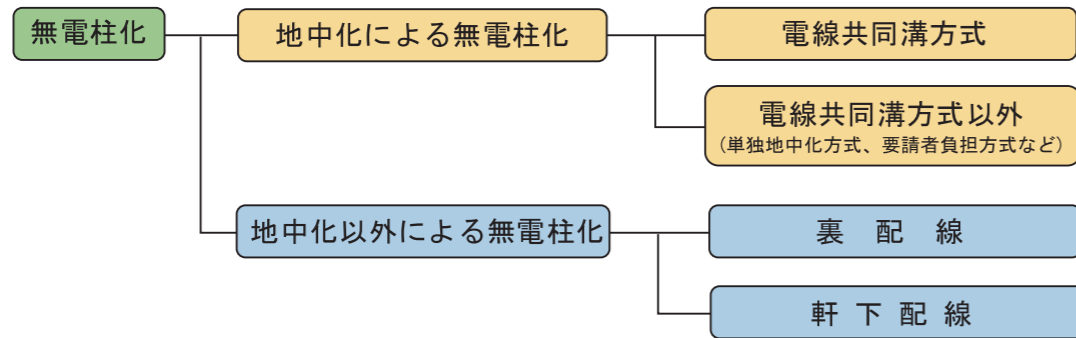 無電柱化
地中化による無電柱化
電線共同溝方式
電線共同溝方式以外
（単独地中化方式、要請者負担方式など）
地中化以外による無電柱化
裏配線
軒下配線